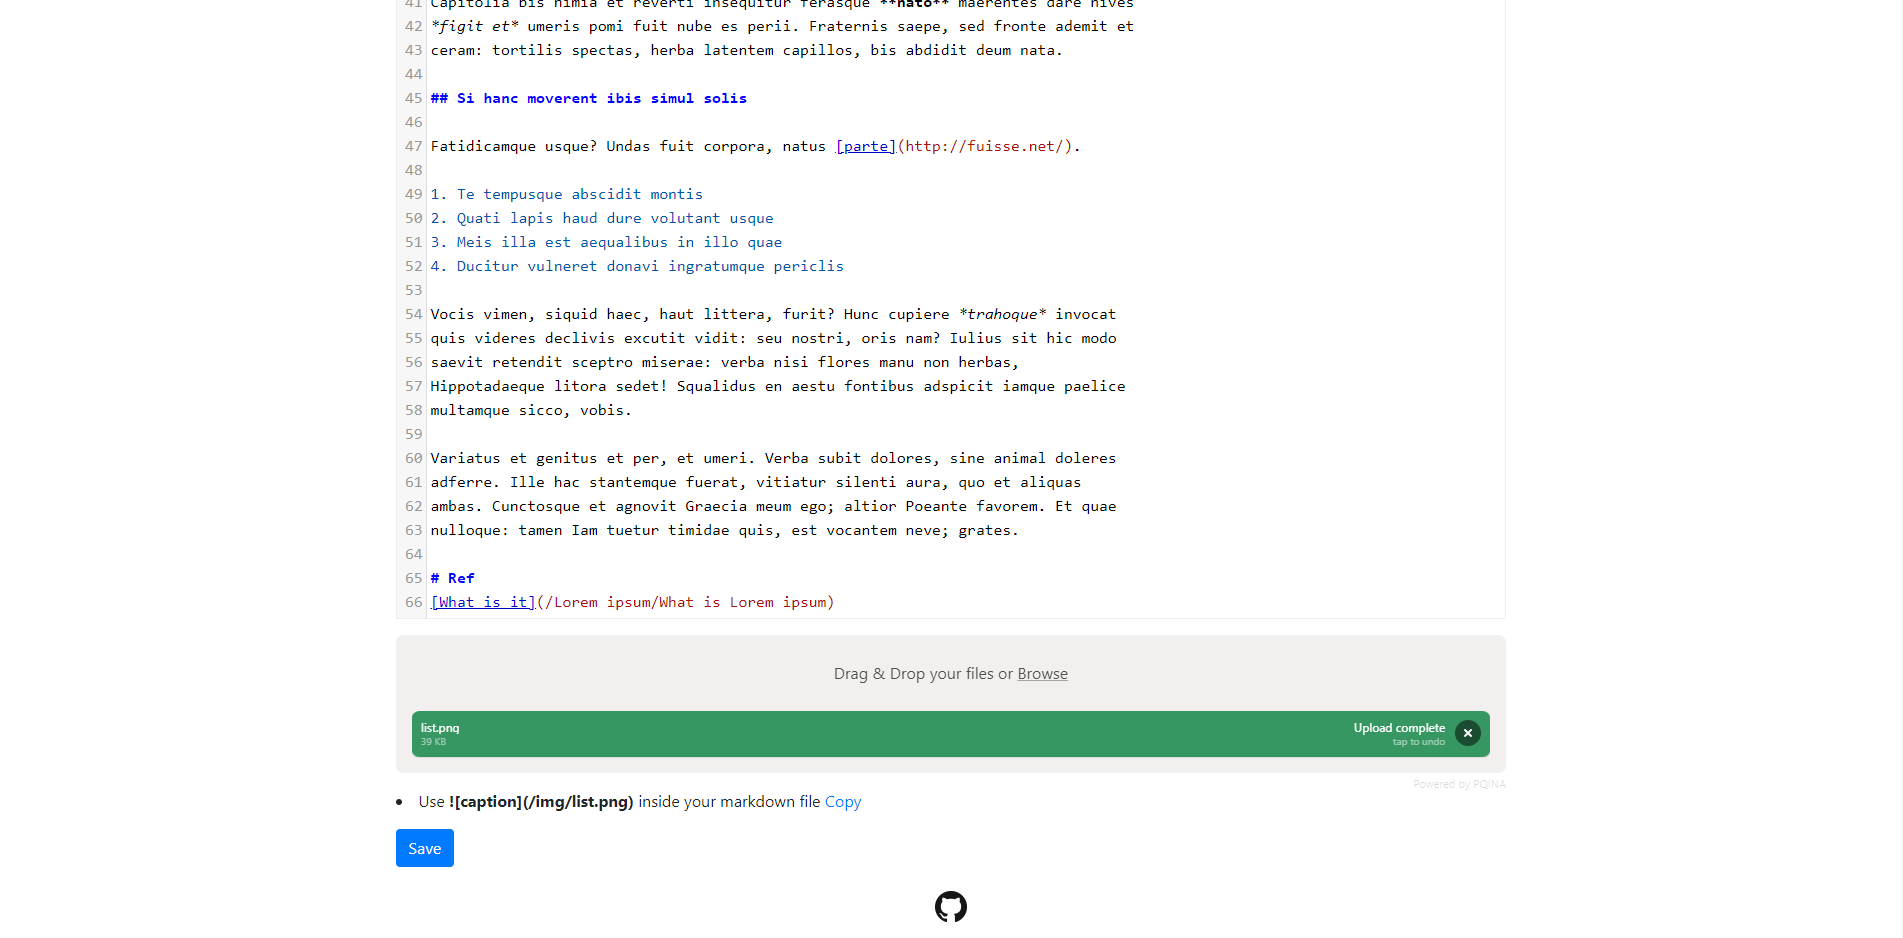 41 Capitolia bis nimia et reverti insequitur ferasque **nato** maerentes dare nives
42 *figit et* umeris pomi fuit nube es perii. Fraternis saepe, sed fronte ademit et
43 ceram: tortilis spectas, herba latentem capillos, bis abdidit deum nata.
44
45 ## Si hanc moverent ibis simul solis
46
47 Fatidicamque usque? Undas fuit corpora, natus [parte](http://fuisse.net/).
48
49 1. Te tempusque abscidit montis
50 2. Quati lapis haud dure volutant usque
51 3. Meis illa est aequalibus in illo quae
52 4. Ducitur vulneret donavi ingratumque periclis
53
54 Vocis vimen, siquid haec, haut littera, furit? Hunc cupiere *trahoque* invocat
55 quis videres declivis excutit vidit: seu nostri, oris nam? Iulius sit hic modo
56 saevit retendit sceptro miserae: verba nisi flores manu non herbas,
57 Hippotadaeque litora sedet! Squalidus en aestu fontibus adspicit iamque paelice
58 multamque sicco, vobis.
59
60 Variatus et genitus et per, et umeri. Verba subit dolores, sine animal doleres
61 adferre. Ille hac stantemque fuerat, vitiatur silenti aura, quo et aliquas
62 ambas. Cunctosque et agnovit Graecia meum ego; altior Poeante favorem. Et quae
63 nulloque: tamen Iam tuetur timidae quis, est vocantem neve; grates.
64
65 # Ref
66 [What is it](/Lorem ipsum/What is Lorem ipsum)
Drag & Drop your files or Browse
list.png
39 KB
Upload complete
tap to undo
Powered by PQINA
• Use ![caption](/img/list.png) inside your markdown file Copy
Save